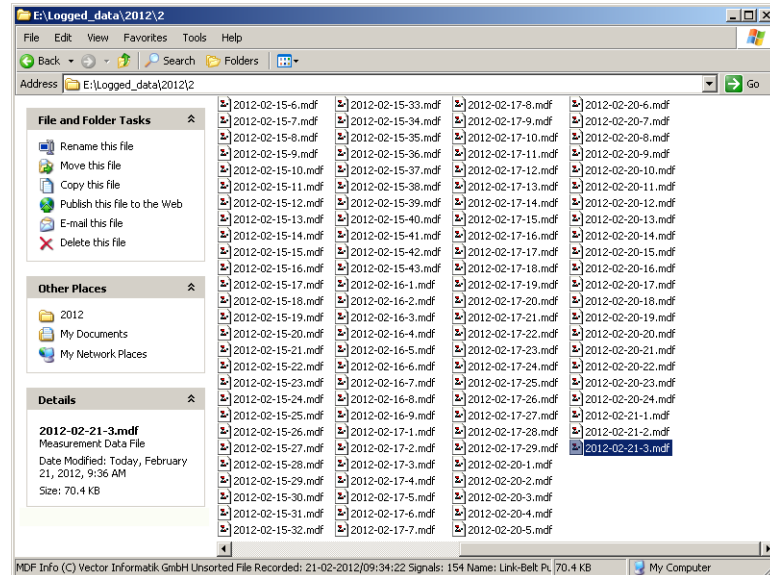 E:\Logged_data\2012\2
File Edit View Favorites Tools Help
Back Search Folders
Address E:\Logged_data\2012\2 Go
File and Folder Tasks
Rename this file
Move this file
Copy this file
Publish this file to the Web
E-mail this file
Delete this file
Other Places
2012
My Documents
My Network Places
Details
2012-02-21-3.mdf
Measurement Data File
Date Modified: Today, February
21, 2012, 9:36 AM
Size: 70.4 KB
2012-02-15-6.mdf
2012-02-15-7.mdf
2012-02-15-8.mdf
2012-02-15-9.mdf
2012-02-15-10.mdf
2012-02-15-11.mdf
2012-02-15-12.mdf
2012-02-15-13.mdf
2012-02-15-14.mdf
2012-02-15-15.mdf
2012-02-15-16.mdf
2012-02-15-17.mdf
2012-02-15-18.mdf
2012-02-15-19.mdf
2012-02-15-20.mdf
2012-02-15-21.mdf
2012-02-15-22.mdf
2012-02-15-23.mdf
2012-02-15-24.mdf
2012-02-15-25.mdf
2012-02-15-26.mdf
2012-02-15-27.mdf
2012-02-15-28.mdf
2012-02-15-29.mdf
2012-02-15-30.mdf
2012-02-15-31.mdf
2012-02-15-32.mdf
2012-02-15-33.mdf
2012-02-15-34.mdf
2012-02-15-35.mdf
2012-02-15-36.mdf
2012-02-15-37.mdf
2012-02-15-38.mdf
2012-02-15-39.mdf
2012-02-15-40.mdf
2012-02-15-41.mdf
2012-02-15-42.mdf
2012-02-15-43.mdf
2012-02-16-1.mdf
2012-02-16-2.mdf
2012-02-16-3.mdf
2012-02-16-4.mdf
2012-02-16-5.mdf
2012-02-16-6.mdf
2012-02-16-7.mdf
2012-02-16-8.mdf
2012-02-16-9.mdf
2012-02-17-1.mdf
2012-02-17-2.mdf
2012-02-17-3.mdf
2012-02-17-4.mdf
2012-02-17-5.mdf
2012-02-17-6.mdf
2012-02-17-7.mdf
2012-02-17-8.mdf
2012-02-17-9.mdf
2012-02-17-10.mdf
2012-02-17-11.mdf
2012-02-17-12.mdf
2012-02-17-13.mdf
2012-02-17-14.mdf
2012-02-17-15.mdf
2012-02-17-16.mdf
2012-02-17-17.mdf
2012-02-17-18.mdf
2012-02-17-19.mdf
2012-02-17-20.mdf
2012-02-17-21.mdf
2012-02-17-22.mdf
2012-02-17-23.mdf
2012-02-17-24.mdf
2012-02-17-25.mdf
2012-02-17-26.mdf
2012-02-17-27.mdf
2012-02-17-28.mdf
2012-02-17-29.mdf
2012-02-20-1.mdf
2012-02-20-2.mdf
2012-02-20-3.mdf
2012-02-20-4.mdf
2012-02-20-5.mdf
2012-02-20-6.mdf
2012-02-20-7.mdf
2012-02-20-8.mdf
2012-02-20-9.mdf
2012-02-20-10.mdf
2012-02-20-11.mdf
2012-02-20-12.mdf
2012-02-20-13.mdf
2012-02-20-14.mdf
2012-02-20-15.mdf
2012-02-20-16.mdf
2012-02-20-17.mdf
2012-02-20-18.mdf
2012-02-20-19.mdf
2012-02-20-20.mdf
2012-02-20-21.mdf
2012-02-20-22.mdf
2012-02-20-23.mdf
2012-02-20-24.mdf
2012-02-21-1.mdf
2012-02-21-2.mdf
2012-02-21-3.mdf
MDF Info (C) Vector Informatik GmbH Unsorted File Recorded: 21-02-2012/09:34:22 Signals: 154 Name: Link-Belt Pu 70.4 KB My Computer